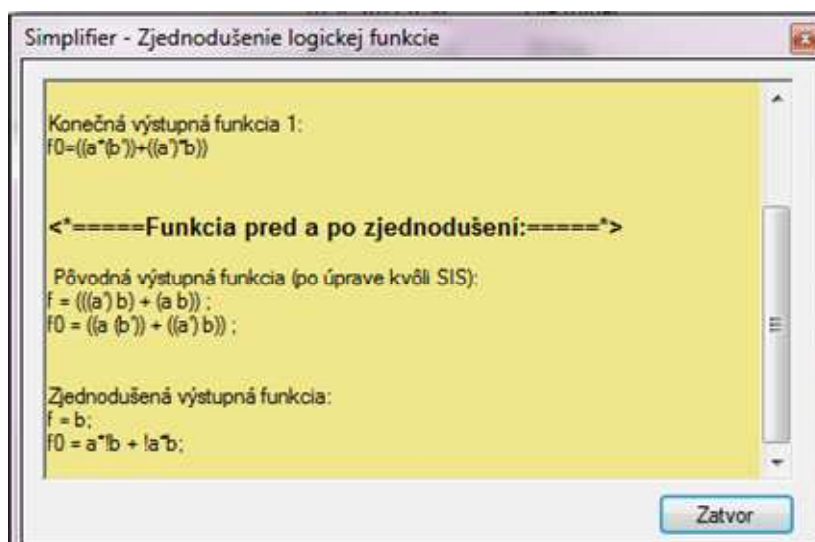 Simplifier - Zjednodušenie logickej funkcie
Konečná výstupná funkcia 1:
f0=((a*(b'))+((a')*b))
<*=====Funkcia pred a po zjednodušení:=====*>
Pôvodná výstupná funkcia (po úprave kvôli SIS):
f = (((a') b) + (a b)) ;
f0 = ((a (b')) + ((a') b)) ;
Zjednodušená výstupná funkcia:
f = b;
f0 = a*!b + !a*b;
Zatvor